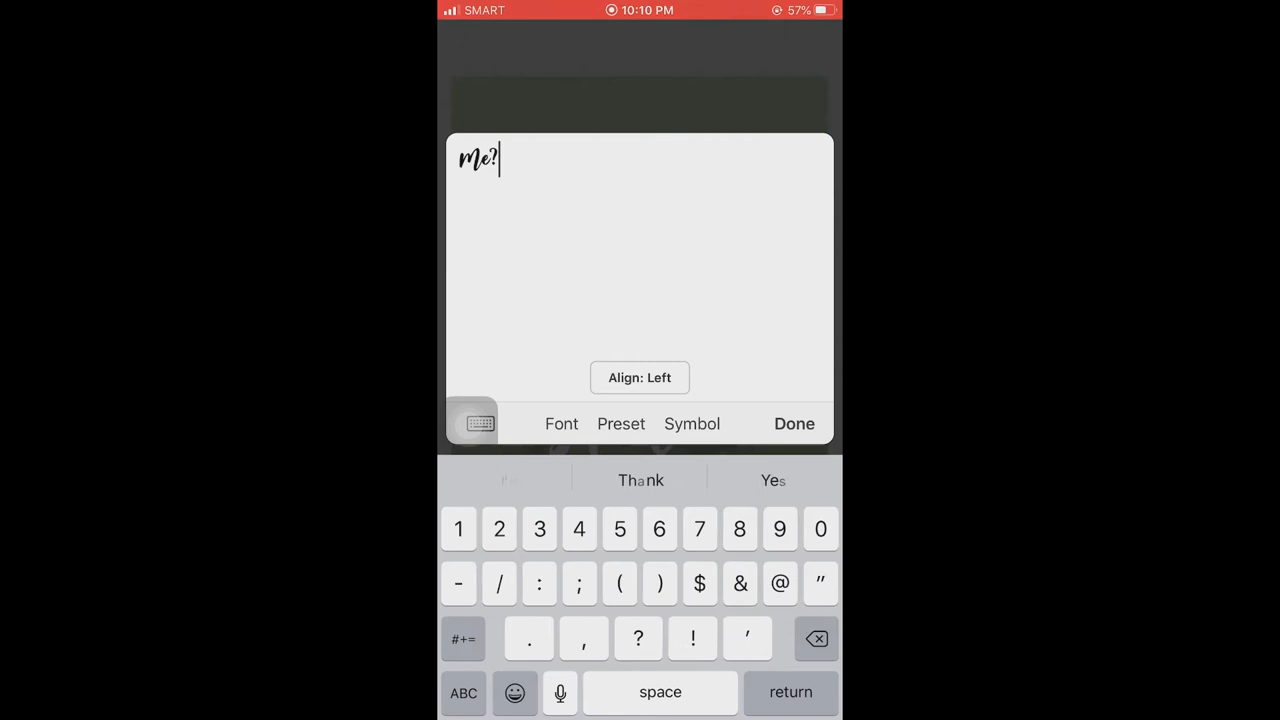 SMART 10:10 PM 57%
Me?
Align: Left
Font Preset Symbol Done
Thank Yes
1 2 3 4 5 6 7 8 9 0
- / : ; ( ) $ & @ "
#+= . , ? ! '
ABC space return